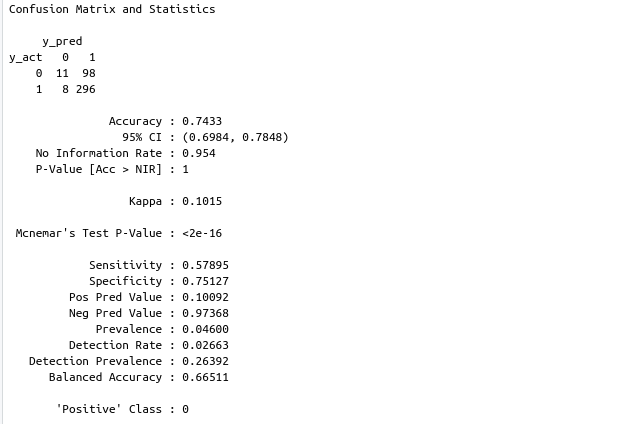 Confusion Matrix and Statistics
y_pred
y_act 0 1
0 11 98
1 8 296
Accuracy : 0.7433
95% CI : (0.6984, 0.7848)
No Information Rate : 0.954
P-Value [Acc > NIR] : 1
Kappa : 0.1015
Mcnemar's Test P-Value : <2e-16
Sensitivity : 0.57895
Specificity : 0.75127
Pos Pred Value : 0.10092
Neg Pred Value : 0.97368
Prevalence : 0.04600
Detection Rate : 0.02663
Detection Prevalence : 0.26392
Balanced Accuracy : 0.66511
'Positive' Class : 0